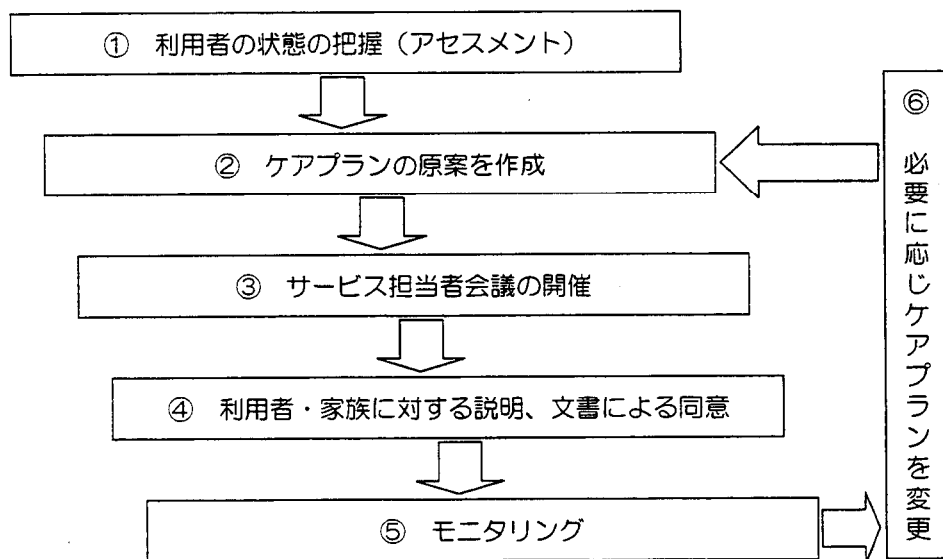 ① 利用者の状態の把握（アセスメント）
② ケアプランの原案を作成
③ サービス担当者会議の開催
④ 利用者・家族に対する説明、文書による同意
⑤ モニタリング
⑥ 必要に応じケアプランを変更